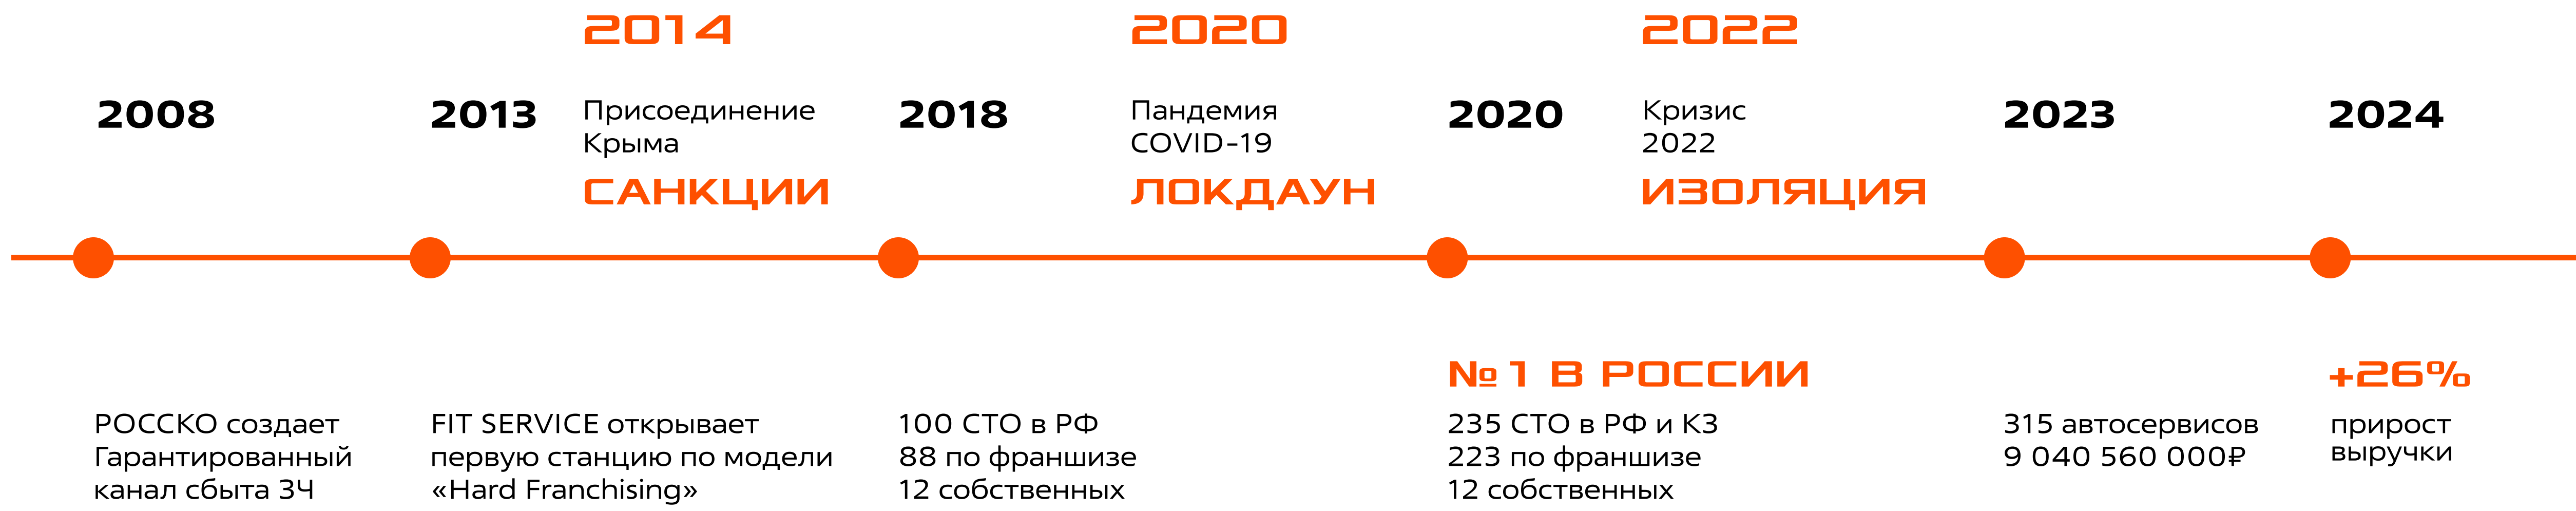 2008
РОССКО создает
Гарантированный
канал сбыта ЗЧ
2013
FIT SERVICE открывает
первую станцию по модели
«Hard Franchising»
2014
Присоединение
Крыма
САНКЦИИ
2018
100 СТО в РФ
88 по франшизе
12 собственных
2020
Пандемия
COVID-19
ЛОКДАУН
2020
№1 В РОССИИ
235 СТО в РФ и КЗ
223 по франшизе
12 собственных
2022
Кризис
2022
ИЗОЛЯЦИЯ
2023
315 автосервисов
9 040 560 000₽
2024
+26%
прирост
выручки